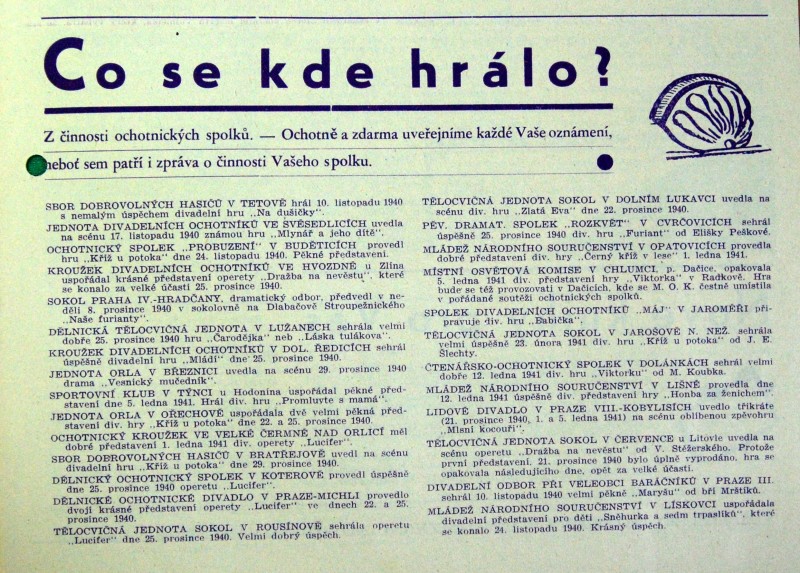 Co se kde hrálo?
Z činnosti ochotnických spolků. — Ochotně a zdarma uveřejníme každé Vaše oznámení,
neboť sem patří i zpráva o činnosti Vašeho spolku.
SBOR DOBROVOLNÝCH HASIČŮ V TETOVĚ hrál 10. listopadu 1940
s nemalým úspěchem divadelní hru „Na dušičky“.
JEDNOTA DIVADELNÍCH OCHOTNÍKŮ VE ŠVÉSEDLICÍCH uvedla
na scénu 17. listopadu 1940 známou hru „Mlynář a jeho dítě“.
OCHOTNICKÝ SPOLEK „PROBUZENÍ“ V BUDĚTICÍCH provedl
hru „Kříž u potoka“ dne 24. listopadu 1940. Pěkné představení.
KROUŽEK DIVADELNÍCH OCHOTNÍKŮ VE HVOZDNÉ u Zlína
uspořádal krásné představení operety „Dražba na nevěstu“, které
se konalo za velké účasti 25. prosince 1940.
SOKOL PRAHA IV.-HRADČANY, dramatický odbor, předvedl v ne-
děli 8. prosince 1940 v sokolovně na Dlabačově Stroupežnického
„Naše furianty“.
DĚLNICKÁ TĚLOCVIČNÁ JEDNOTA V LUŽANECH sehrála velmi
dobře 25. prosince 1940 hru „Čarodějka“ neb „Láska tulákova“.
KROUŽEK DIVADELNÍCH OCHOTNÍKŮ V DOL. ŘEDICÍCH sehrál
úspěšně divadelní hru „Mládí“ dne 25. prosince 1940.
JEDNOTA ORLA V BŘEZNICI uvedla na scénu 29. prosince 1940
drama „Vesnický mučedník“.
SPORTOVNÍ KLUB V TÝNCI u Hodonína uspořádal pěkné před-
stavení dne 5. ledna 1941. Hrál div. hru „Promluvte s mamá“.
JEDNOTA ORLA V OŘECHOVĚ uspořádala dvě velmi pěkná před-
stavení div. hry „Kříž u potoka“ dne 22. a 25. prosince 1940.
OCHOTNICKÝ KROUŽEK VE VELKÉ ČERMNÉ NAD ORLICÍ měl
dobré představení 1. ledna 1941 div. operety „Lucifer“.
SBOR DOBROVOLNÝCH HASIČŮ V BRATŘEJOVĚ uvedl na scénu
divadelní hru „Kříž u potoka“ dne 29. prosince 1940.
DĚLNICKÝ OCHOTNICKÝ SPOLEK V KOTEROVĚ provedl úspěšně
dne 25. prosince 1940 operetu „Lucifer“.
DĚLNICKÉ OCHOTNICKÉ DIVADLO V PRAZE-MICHLI provedlo
dvojí krásné představení operety „Lucifer“ ve dnech 22. a 25.
prosince 1940.
TĚLOCVIČNÁ JEDNOTA SOKOL V ROUSÍNOVĚ sehrála operetu
„Lucifer“ dne 25. prosince 1940. Velmi dobrý úspěch.
TĚLOCVIČNÁ JEDNOTA SOKOL V DOLNÍM LUKAVCI uvedla na
scénu div. hru „Zlatá Eva“ dne 22. prosince 1940.
PĚV. DRAMAT. SPOLEK „ROZKVĚT“ V CVRČOVICÍCH sehrál
úspěšně 25. prosince 1940 div. hru „Furiant“ od Elišky Peškové.
MLÁDEŽ NÁRODNÍHO SOURUČENSTVÍ V OPATOVICÍCH provedla
dobré představení div. hry „Černý kříž v lese“ 1. ledna 1941.
MÍSTNÍ OSVĚTOVÁ KOMISE V CHLUMCI, p. Dačice, opakovala
5. ledna 1941 div. představení hry „Viktorka“ v Radkově. Hra
bude se též provozovati v Dačicích, kde se M. O. K. čestně umístila
v pořádané soutěži ochotnických spolků.
SPOLEK DIVADELNÍCH OCHOTNÍKŮ „MÁJ“ V JAROMĚŘI při-
pravuje div. hru „Babička“.
TĚLOCVIČNÁ JEDNOTA SOKOL V JAROŠOVĚ N. NEŽ. sehrála
velmi úspěšně 23. února 1941 div. hru „Kříž u potoka“ od J. E.
Šlechty.
ČTENÁŘSKO-OCHOTNICKÝ SPOLEK V DOLÁNKÁCH sehrál velmi
dobře 12. ledna 1941 div. hru „Viktorku“ od M. Koubka.
MLÁDEŽ NÁRODNÍHO SOURUČENSTVÍ V LIŠNĚ provedla dne
12. ledna 1941 úspěšně div. představení hry „Honba za ženichem“.
LIDOVÉ DIVADLO V PRAZE VIII.-KOBYLISÍCH uvedlo třikráte
(21. prosince 1940, 1. a 5. ledna 1941) na scénu oblíbenou zpěvohru
„Mlsní kocouři“.
TĚLOCVIČNÁ JEDNOTA SOKOL V ČERVENCE u Litovle uvedla na
scénu operetu „Dražba na nevěstu“ od V. Stěžerského. Protože
první představení, 21. prosince 1940 bylo úplně vyprodáno, hra se
opakovala následujícího dne, opět za velké účasti.
DIVADELNÍ ODBOR PŘI VELEOBCI BARÁČNÍKŮ V PRAZE III.
sehrál 10. prosince 1940 velmi pěkně „Maryšu“ od bří Mrštíků.
MLÁDEŽ NÁRODNÍHO SOURUČENSTVÍ V LÍSKOVCI uspořádala
divadelní představení pro děti „Sněhurka a sedm trpaslíků“, které
se konalo 24. listopadu 1940. Krásný úspěch.